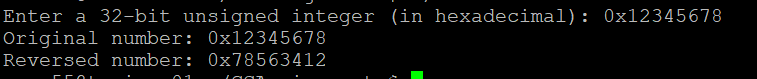 Enter a 32-bit unsigned integer (in hexadecimal): 0x12345678
Original number: 0x12345678
Reversed number: 0x78563412